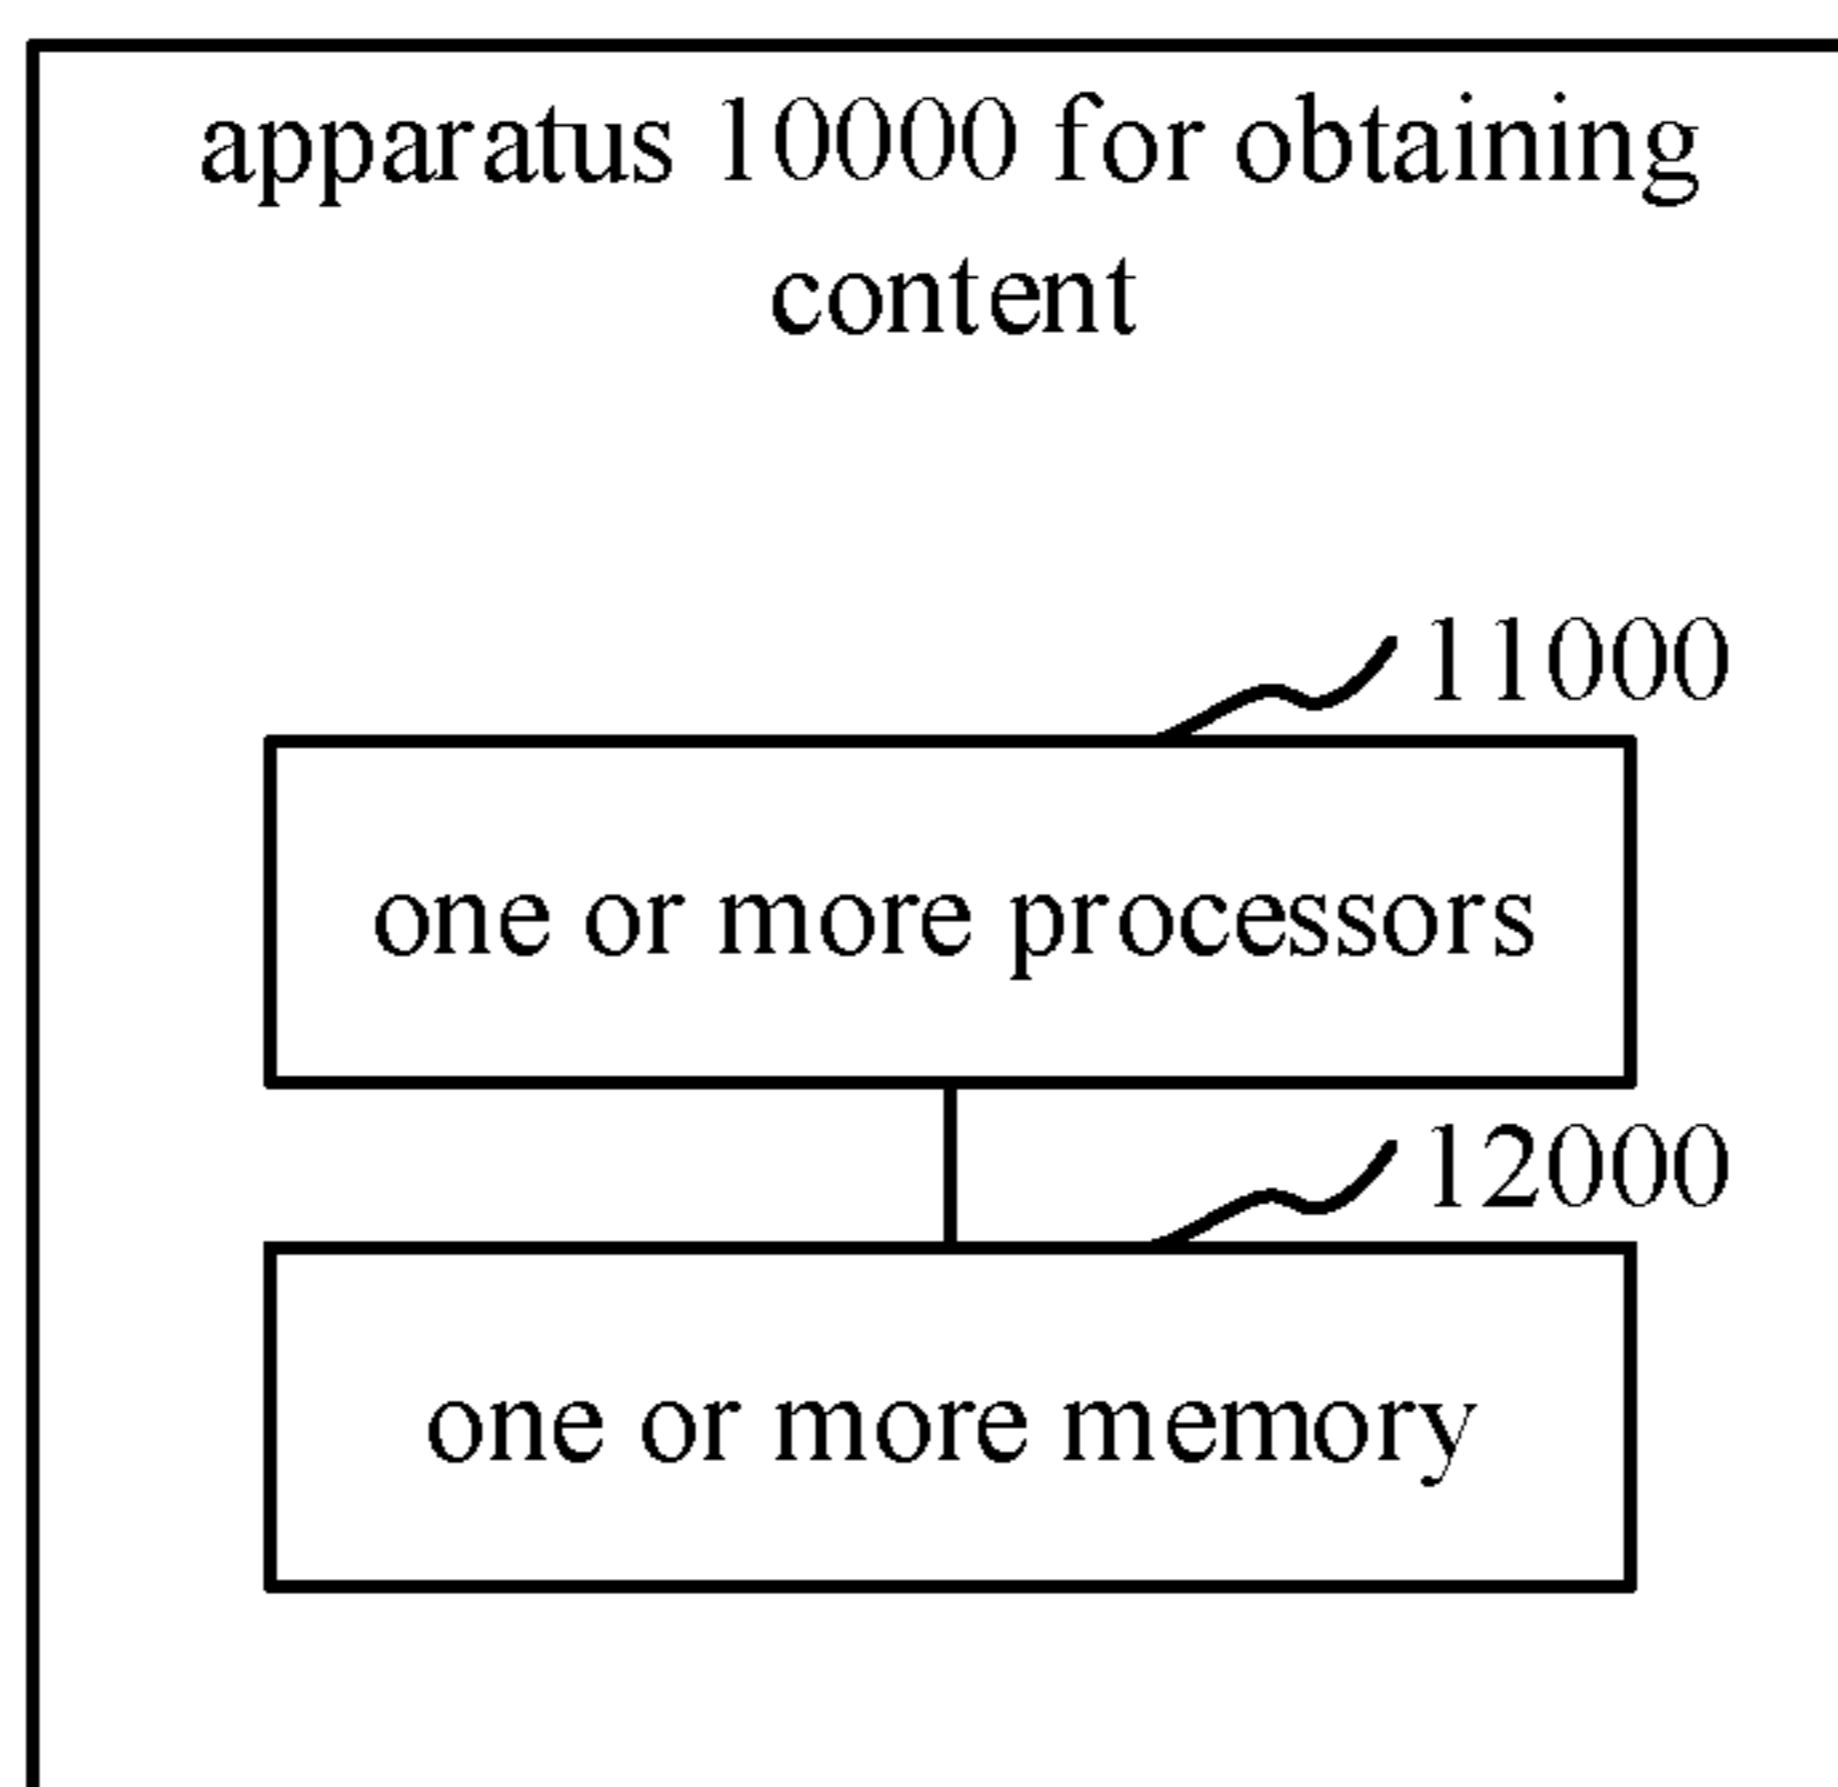 apparatus 10000 for obtaining
content
11000
one or more processors
12000
one or more memory